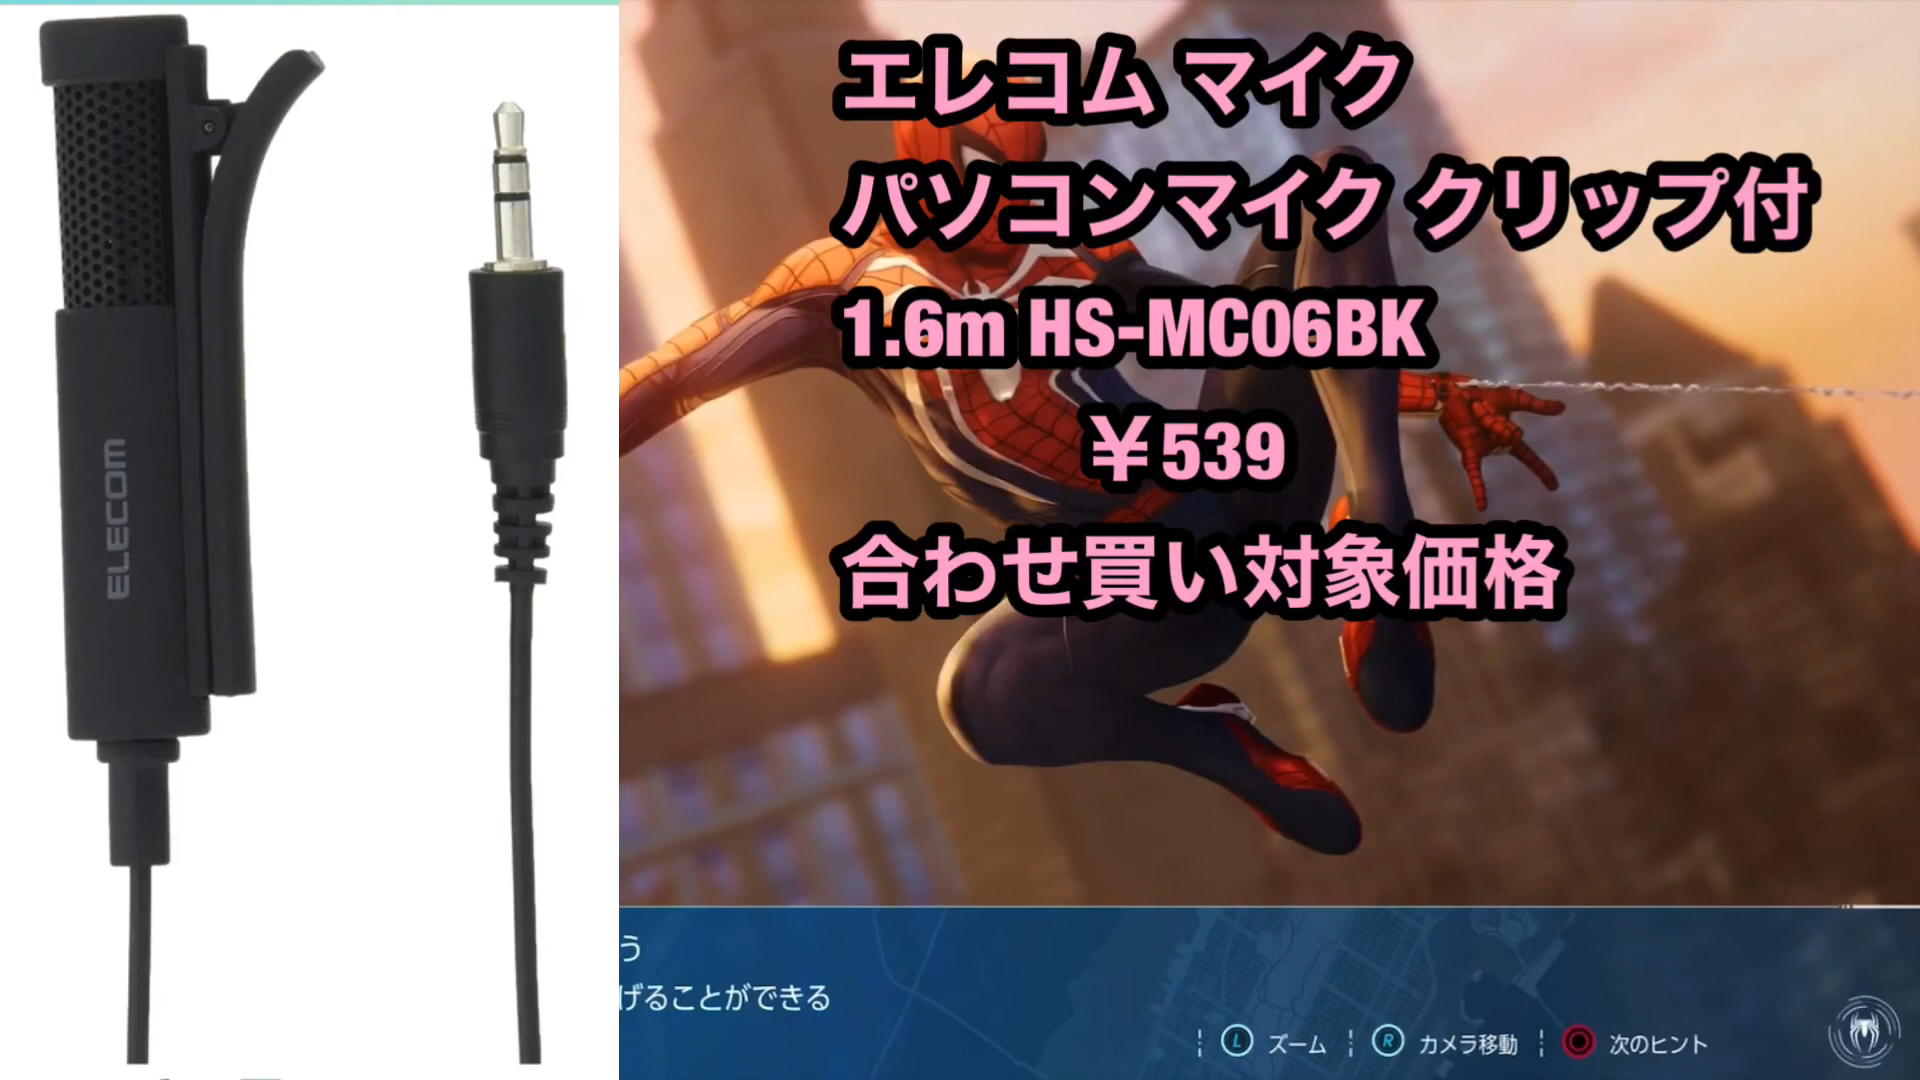 ELECOM
エレコム マイク
パソコンマイク クリップ付
1.6m HS-MC06BK
￥539
合わせ買い対象価格
う
げることができる
L ズーム R カメラ移動 次のヒント